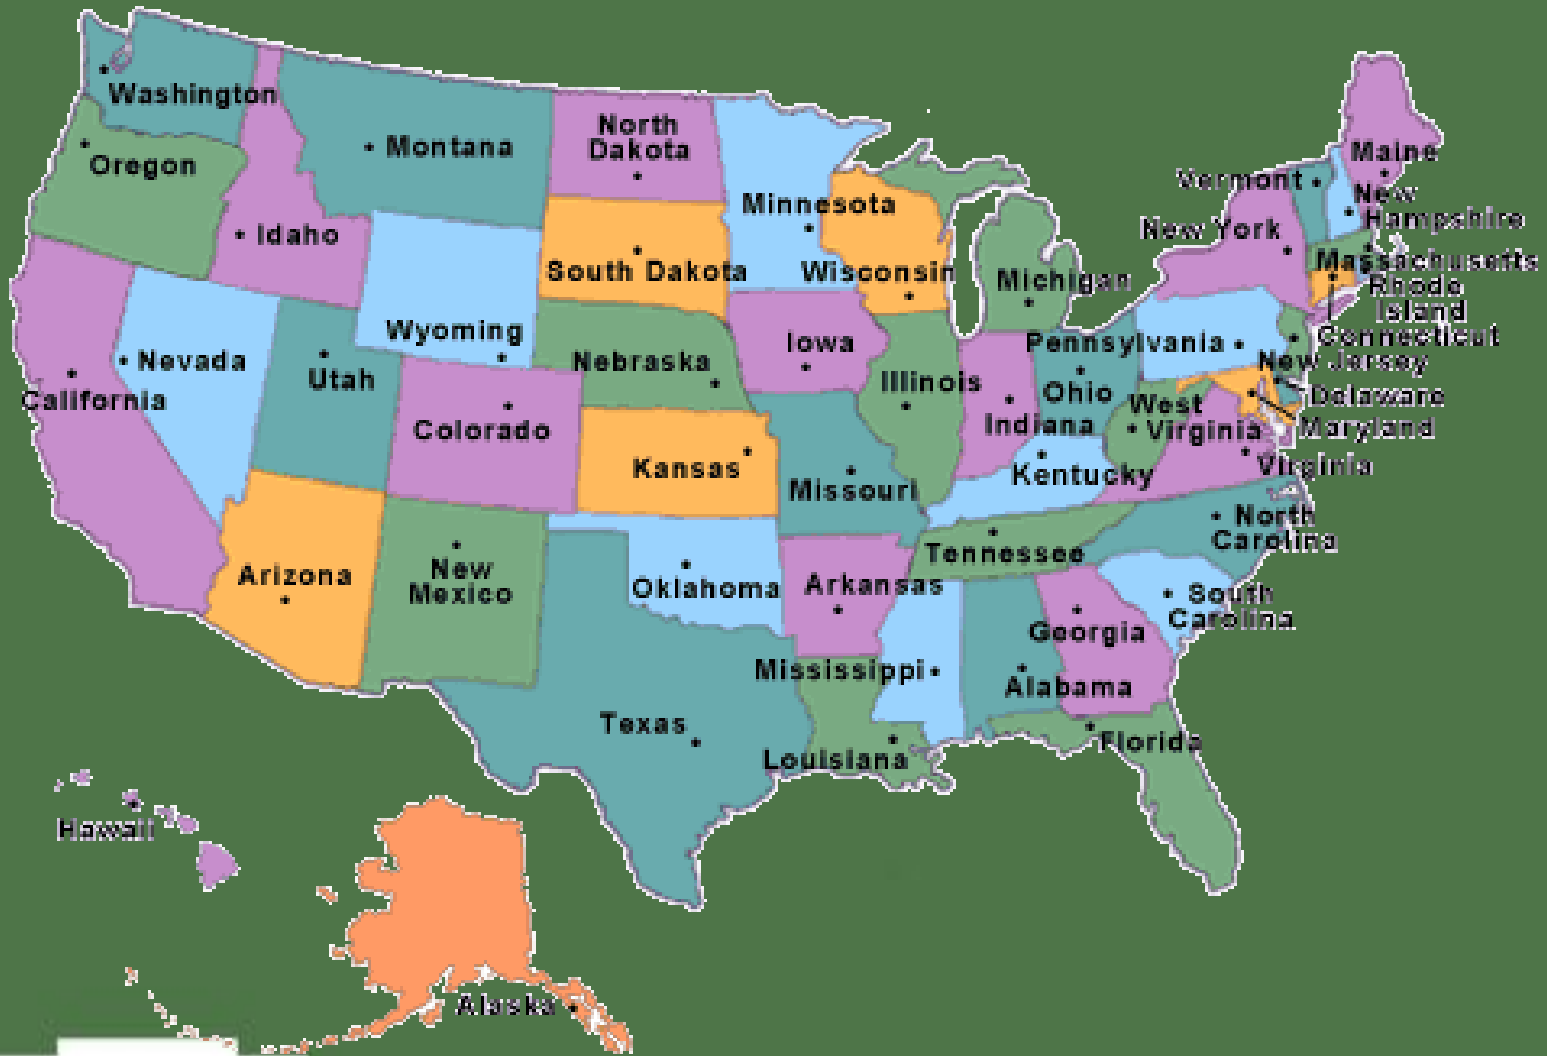 Washington
Oregon
Montana
Idaho
North
Dakota
Minnesota
South Dakota
Wisconsin
Michigan
Wyoming
Nevada
Utah
California
Nebraska
Iowa
Illinois
Indiana
Ohio
Pennsylvania
New York
Vermont
Maine
New
Hampshire
Massachusetts
Rhode
Island
Connecticut
New Jersey
Delaware
Maryland
West
Virginia
Virginia
Colorado
Kansas
Missouri
Kentucky
Arizona
New
Mexico
Oklahoma
Arkansas
Tennessee
North
Carolina
South
Carolina
Georgia
Alabama
Mississippi
Texas
Louisiana
Florida
Hawaii
Alaska